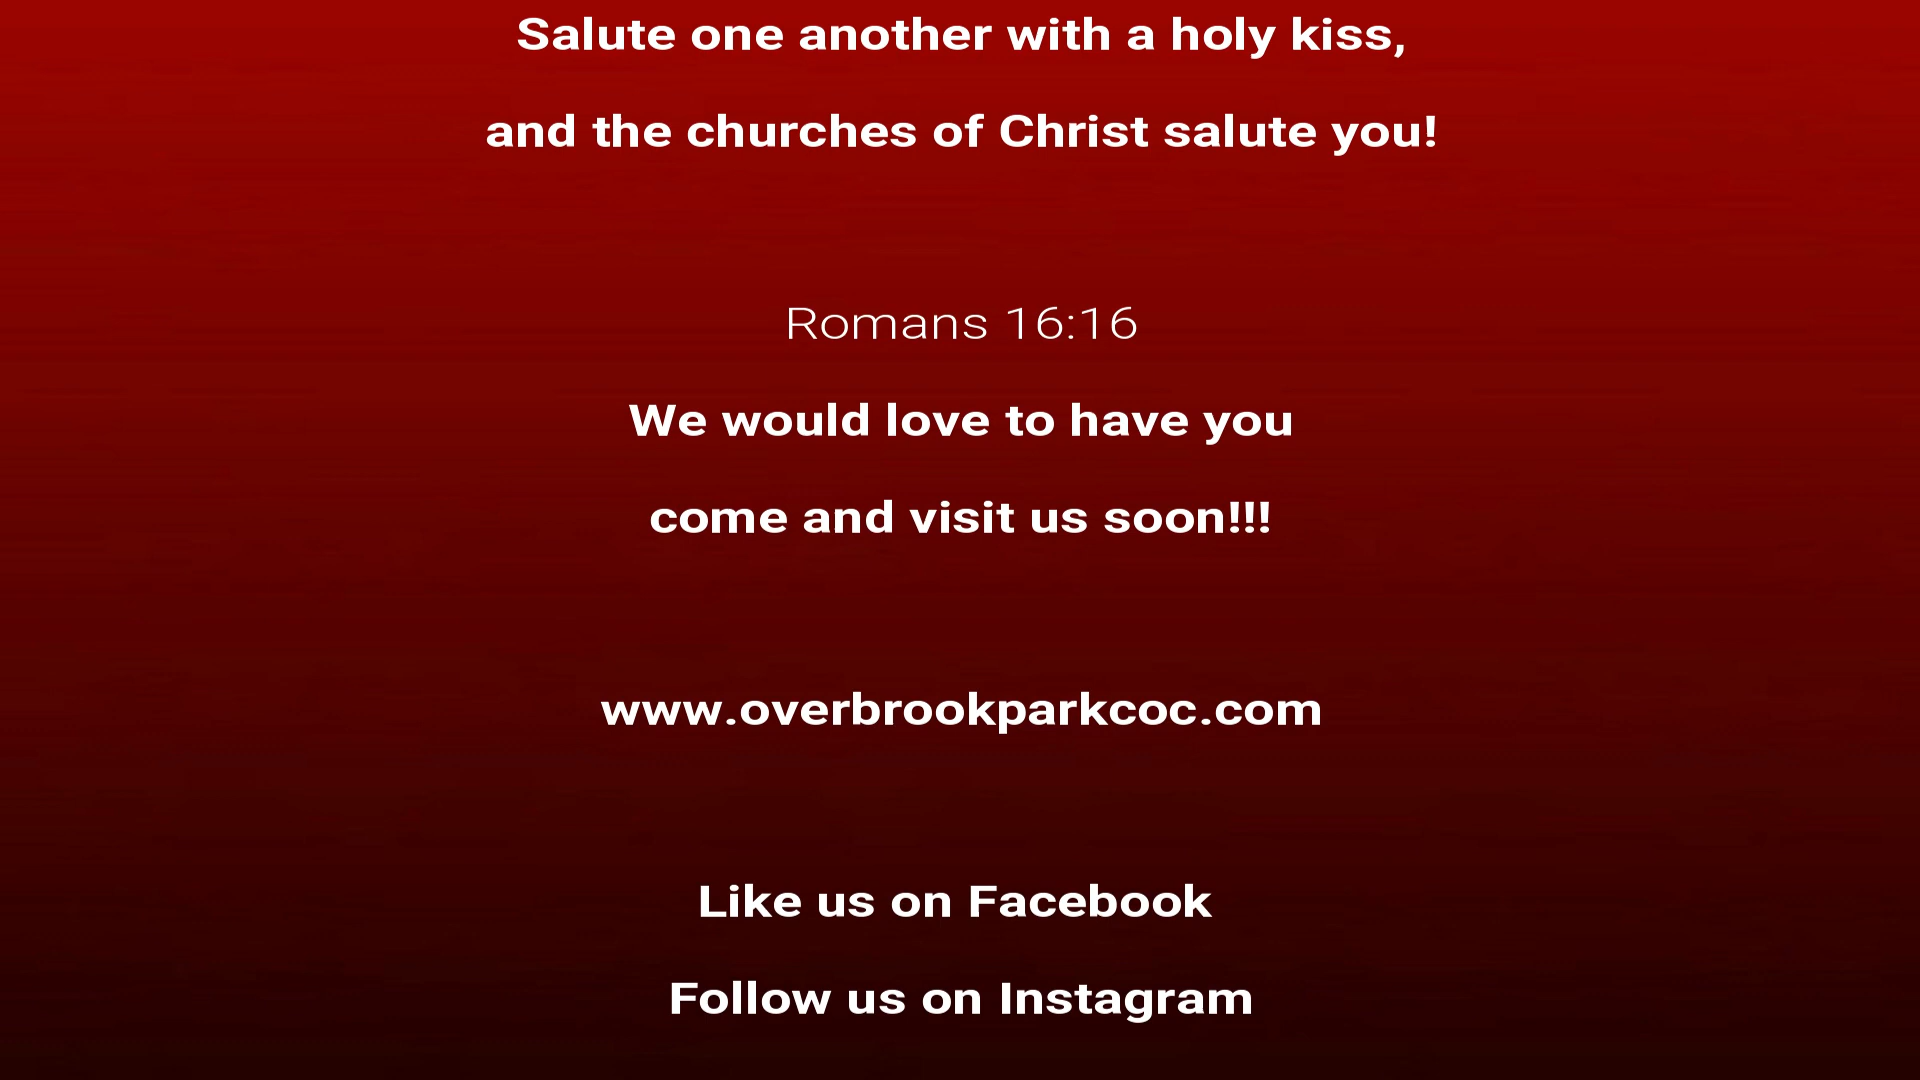 Salute one another with a holy kiss,
and the churches of Christ salute you!
Romans 16:16
We would love to have you
come and visit us soon!!!
www.overbrookparkcoc.com
Like us on Facebook
Follow us on Instagram